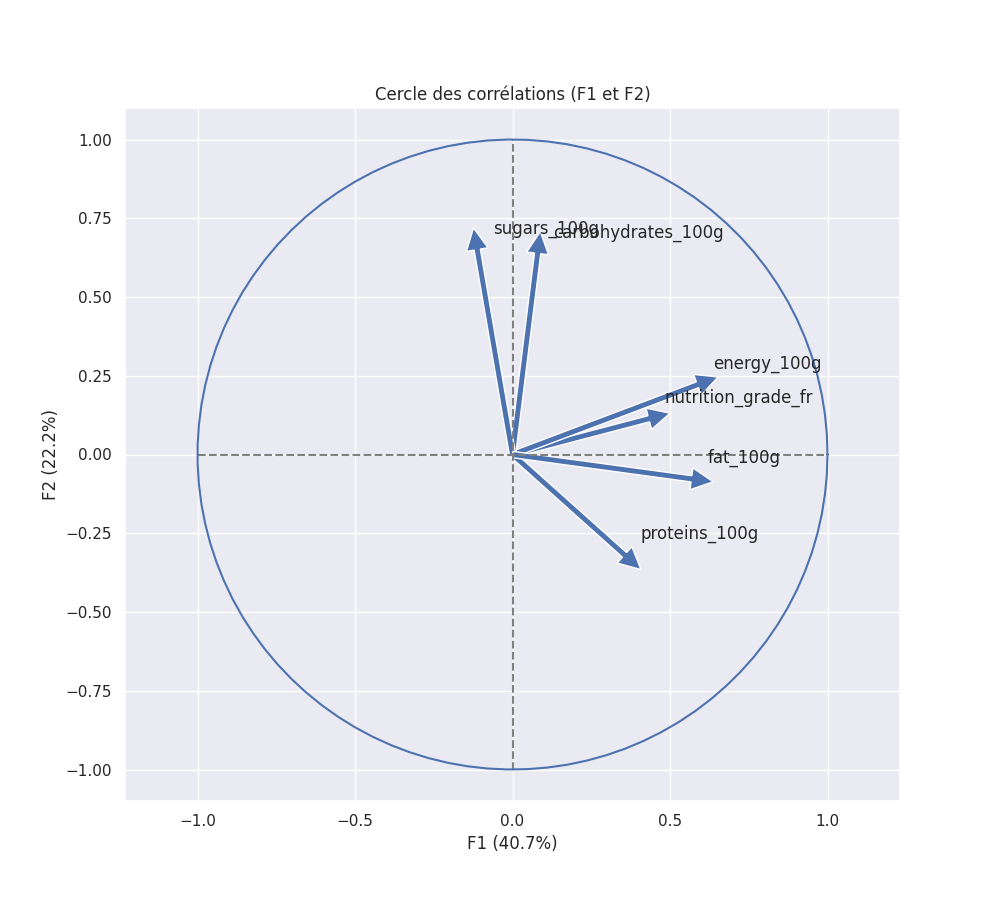 Cercle des corrélations (F1 et F2)
1.00
0.75
0.50
0.25
0.00
−0.25
−0.50
−0.75
−1.00
F2 (22.2%)
sugars_100g
carbohydrates_100g
energy_100g
nutrition_grade_fr
fat_100g
proteins_100g
−1.0
−0.5
0.0
0.5
1.0
F1 (40.7%)